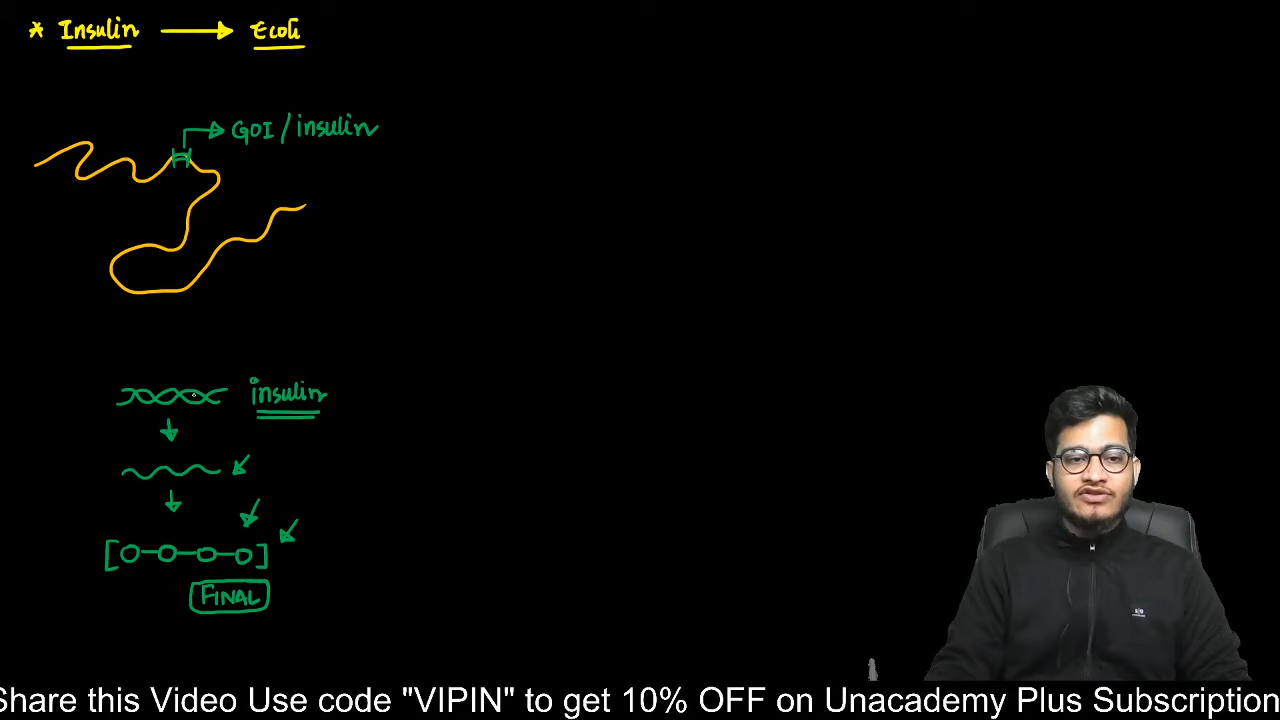 * Insulin → Ecoli
GOI / insulin
insulin
FINAL
Share this Video Use code "VIPIN" to get 10% OFF on Unacademy Plus Subscription